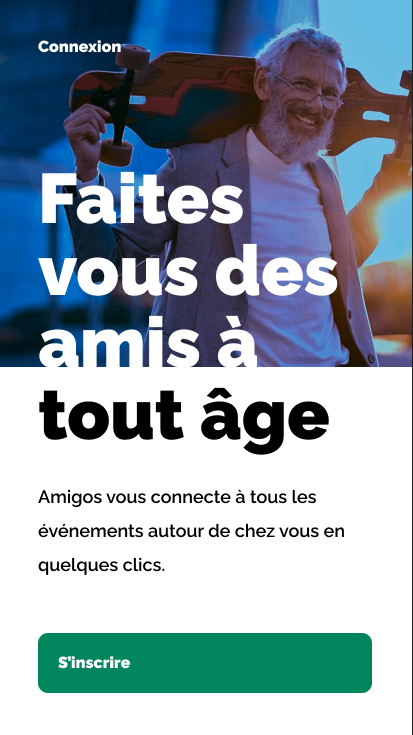 Connexion
Faites
vous des
amis à
tout âge
Amigos vous connecte à tous les
événements autour de chez vous en
quelques clics.
S'inscrire